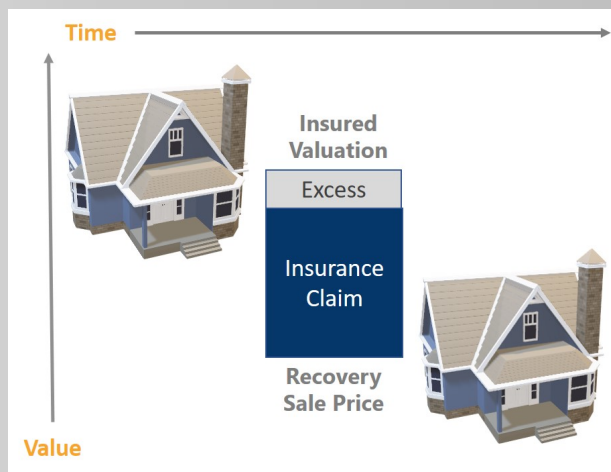 Time
Insured
Valuation
Excess
Insurance
Claim
Recovery
Sale Price
Value